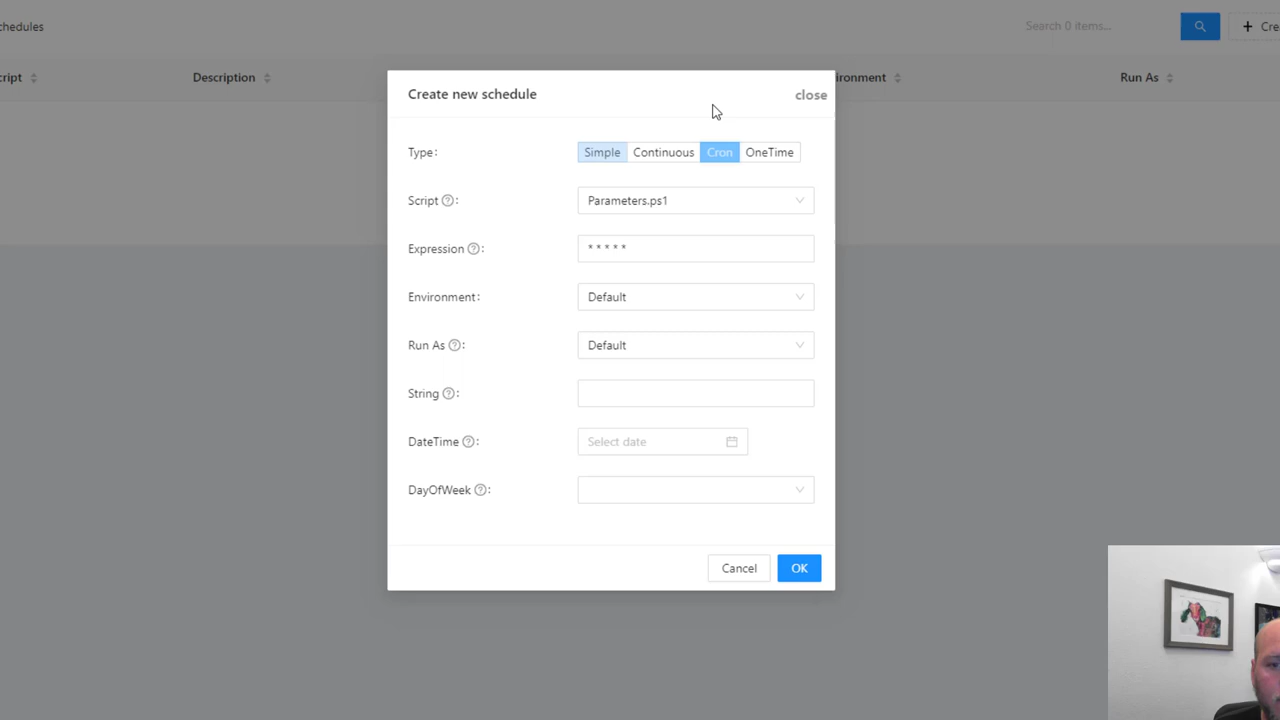 chedules
Search 0 items...
+ Cre
cript
Description
ironment
Run As
Create new schedule
close
Type:
Simple
Continuous
Cron
OneTime
Script ?:
Parameters.ps1
Expression ?:
* * * * *
Environment:
Default
Run As ?:
Default
String ?:
DateTime ?:
Select date
DayOfWeek ?:
Cancel
OK